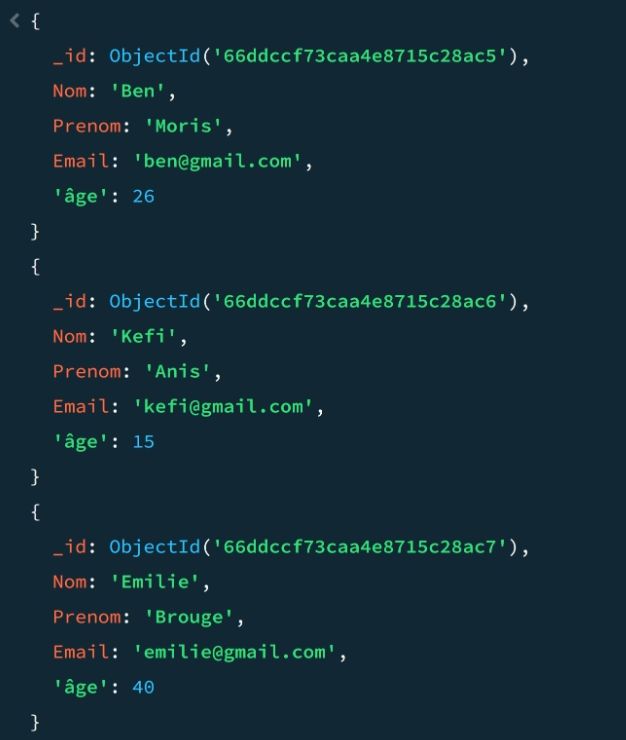 {
_id: ObjectId('66ddccf73caa4e8715c28ac5'),
Nom: 'Ben',
Prenom: 'Moris',
Email: 'ben@gmail.com',
'âge': 26
}
{
_id: ObjectId('66ddccf73caa4e8715c28ac6'),
Nom: 'Kefi',
Prenom: 'Anis',
Email: 'kefi@gmail.com',
'âge': 15
}
{
_id: ObjectId('66ddccf73caa4e8715c28ac7'),
Nom: 'Emilie',
Prenom: 'Brouge',
Email: 'emilie@gmail.com',
'âge': 40
}